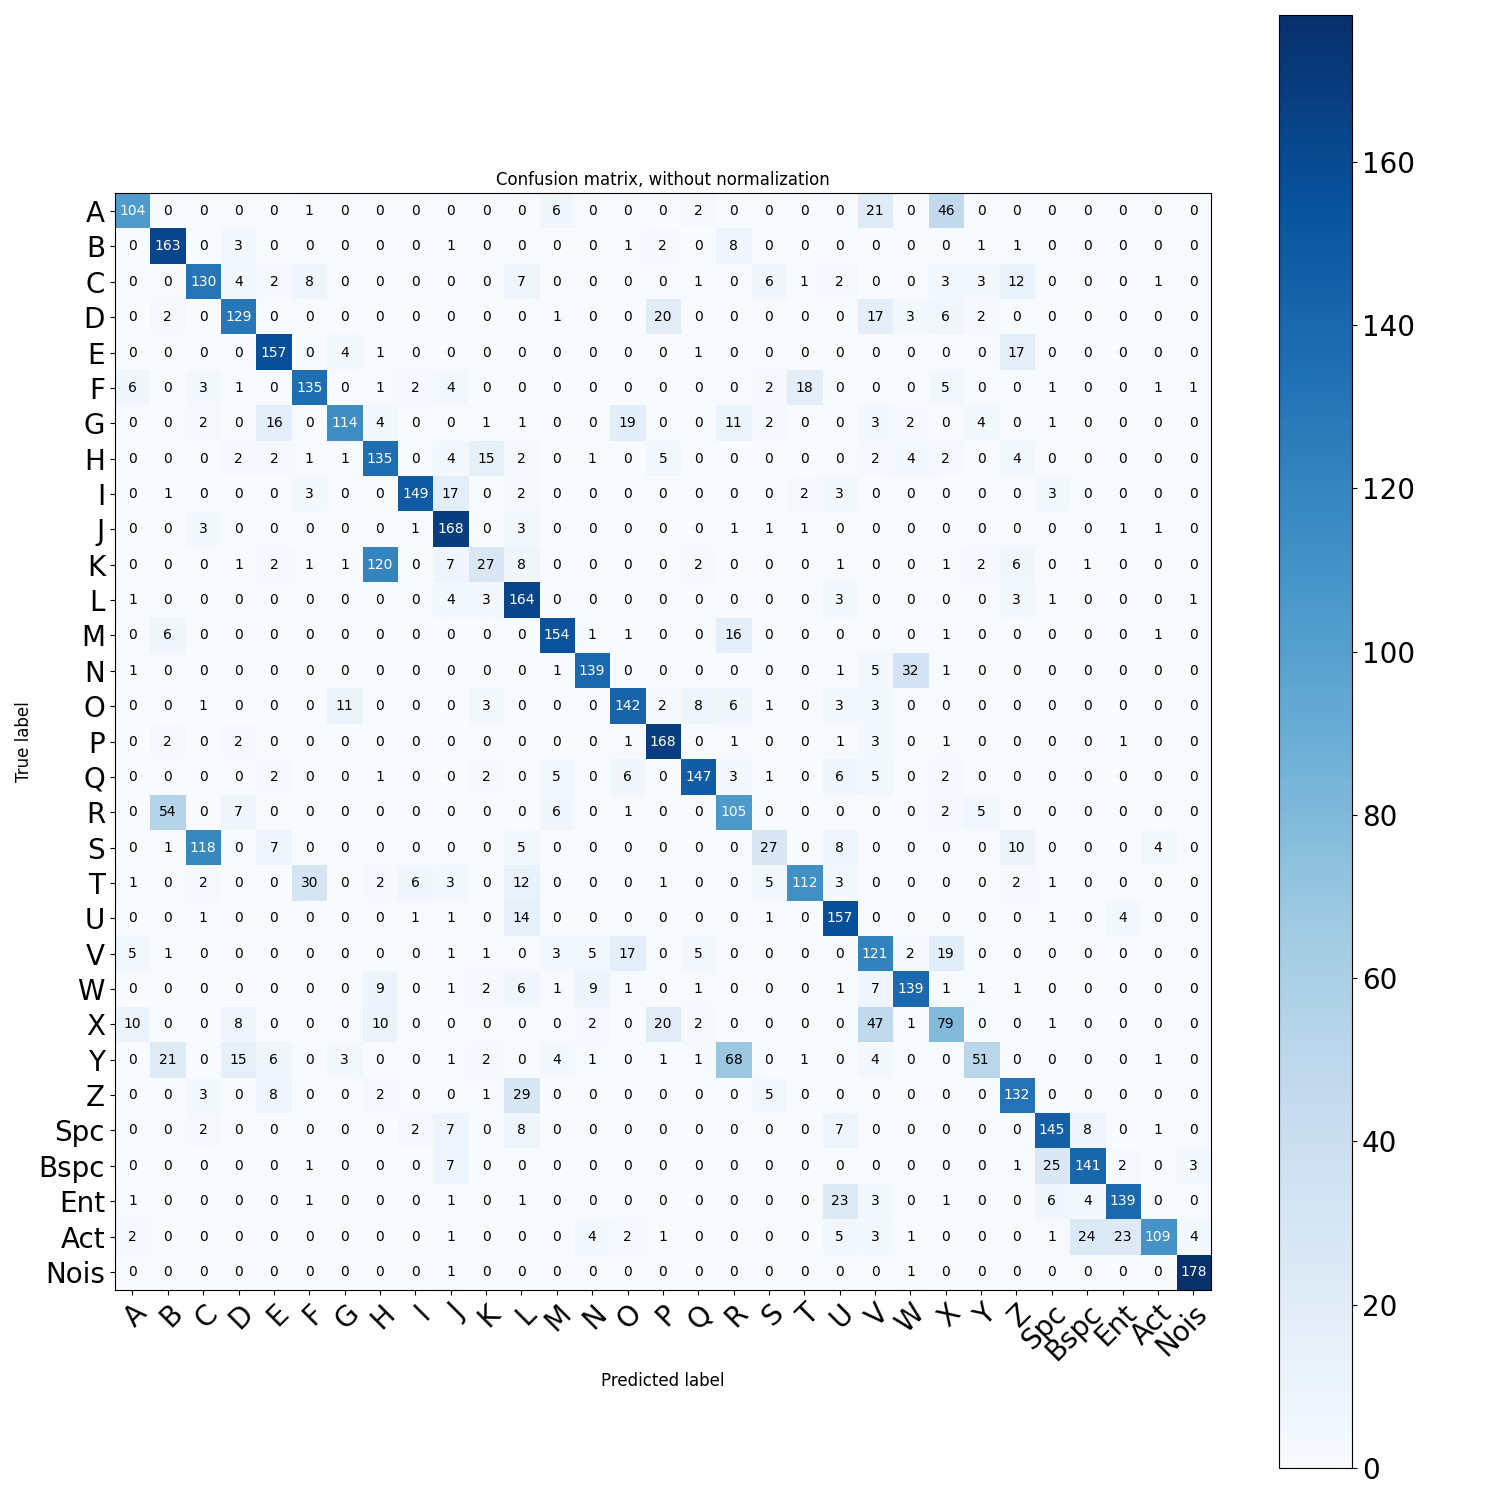 Confusion matrix, without normalization
A 104 0 0 0 0 1 0 0 0 0 0 0 6 0 0 0 2 0 0 0 0 21 0 46 0 0 0 0 0 0 0
B 0 163 0 3 0 0 0 0 0 1 0 0 0 0 1 2 0 8 0 0 0 0 0 0 1 1 0 0 0 0 0
C 0 0 130 4 2 8 0 0 0 0 0 7 0 0 0 0 1 0 6 1 2 0 0 3 3 12 0 0 0 1 0
D 0 2 0 129 0 0 0 0 0 0 0 0 1 0 0 20 0 0 0 0 0 17 3 6 2 0 0 0 0 0 0
E 0 0 0 0 157 0 4 1 0 0 0 0 0 0 0 0 1 0 0 0 0 0 0 0 0 17 0 0 0 0 0
F 6 0 3 1 0 135 0 1 2 4 0 0 0 0 0 0 0 0 2 18 0 0 0 5 0 0 1 0 0 1 1
G 0 0 2 0 16 0 114 4 0 0 1 1 0 0 19 0 0 11 2 0 0 3 2 0 4 0 1 0 0 0 0
H 0 0 0 2 2 1 1 135 0 4 15 2 0 1 0 5 0 0 0 0 0 2 4 2 0 4 0 0 0 0 0
I 0 1 0 0 0 3 0 0 149 17 0 2 0 0 0 0 0 0 0 2 3 0 0 0 0 0 3 0 0 0 0
J 0 0 3 0 0 0 0 0 1 168 0 3 0 0 0 0 0 1 1 1 0 0 0 0 0 0 0 0 1 1 0
K 0 0 0 1 2 1 1 120 0 7 27 8 0 0 0 0 2 0 0 0 1 0 0 1 2 6 0 1 0 0 0
L 1 0 0 0 0 0 0 0 0 4 3 164 0 0 0 0 0 0 0 0 3 0 0 0 0 3 1 0 0 0 1
M 0 6 0 0 0 0 0 0 0 0 0 0 154 1 1 0 0 16 0 0 0 0 0 1 0 0 0 0 0 1 0
N 1 0 0 0 0 0 0 0 0 0 0 0 1 139 0 0 0 0 0 0 1 5 32 1 0 0 0 0 0 0 0
O 0 0 1 0 0 0 11 0 0 0 3 0 0 0 142 2 8 6 1 0 3 3 0 0 0 0 0 0 0 0 0
P 0 2 0 2 0 0 0 0 0 0 0 0 0 0 1 168 0 1 0 0 1 3 0 1 0 0 0 0 1 0 0
Q 0 0 0 0 2 0 0 1 0 0 2 0 5 0 6 0 147 3 1 0 6 5 0 2 0 0 0 0 0 0 0
R 0 54 0 7 0 0 0 0 0 0 0 0 6 0 1 0 0 105 0 0 0 0 0 2 5 0 0 0 0 0 0
S 0 1 118 0 7 0 0 0 0 0 0 5 0 0 0 0 0 0 27 0 8 0 0 0 0 10 0 0 0 4 0
T 1 0 2 0 0 30 0 2 6 3 0 12 0 0 0 1 0 0 5 112 3 0 0 0 0 2 1 0 0 0 0
U 0 0 1 0 0 0 0 0 1 1 0 14 0 0 0 0 0 0 1 0 157 0 0 0 0 0 1 0 4 0 0
V 5 1 0 0 0 0 0 0 0 1 1 0 3 5 17 0 5 0 0 0 0 121 2 19 0 0 0 0 0 0 0
W 0 0 0 0 0 0 0 9 0 1 2 6 1 9 1 0 1 0 0 0 1 7 139 1 1 1 0 0 0 0 0
X 10 0 0 8 0 0 0 10 0 0 0 0 0 2 0 20 2 0 0 0 0 47 1 79 0 0 1 0 0 0 0
Y 0 21 0 15 6 0 3 0 0 1 2 0 4 1 0 1 1 68 0 1 0 4 0 0 51 0 0 0 0 1 0
Z 0 0 3 0 8 0 0 2 0 0 1 29 0 0 0 0 0 0 5 0 0 0 0 0 0 132 0 0 0 0 0
Spc 0 0 2 0 0 0 0 0 2 7 0 8 0 0 0 0 0 0 0 0 7 0 0 0 0 0 145 8 0 1 0
Bspc 0 0 0 0 0 1 0 0 0 7 0 0 0 0 0 0 0 0 0 0 0 0 0 0 0 1 25 141 2 0 3
Ent 1 0 0 0 0 1 0 0 0 1 0 1 0 0 0 0 0 0 0 0 23 3 0 1 0 0 6 4 139 0 0
Act 2 0 0 0 0 0 0 0 0 1 0 0 0 4 2 1 0 0 0 0 5 3 1 0 0 0 1 24 23 109 4
Nois 0 0 0 0 0 0 0 0 0 1 0 0 0 0 0 0 0 0 0 0 0 0 1 0 0 0 0 0 0 0 178
A B C D E F G H I J K L M N O P Q R S T U V W X Y Z Spc Bspc Ent Act Nois
Predicted label
True label
160
140
120
100
80
60
40
20
0